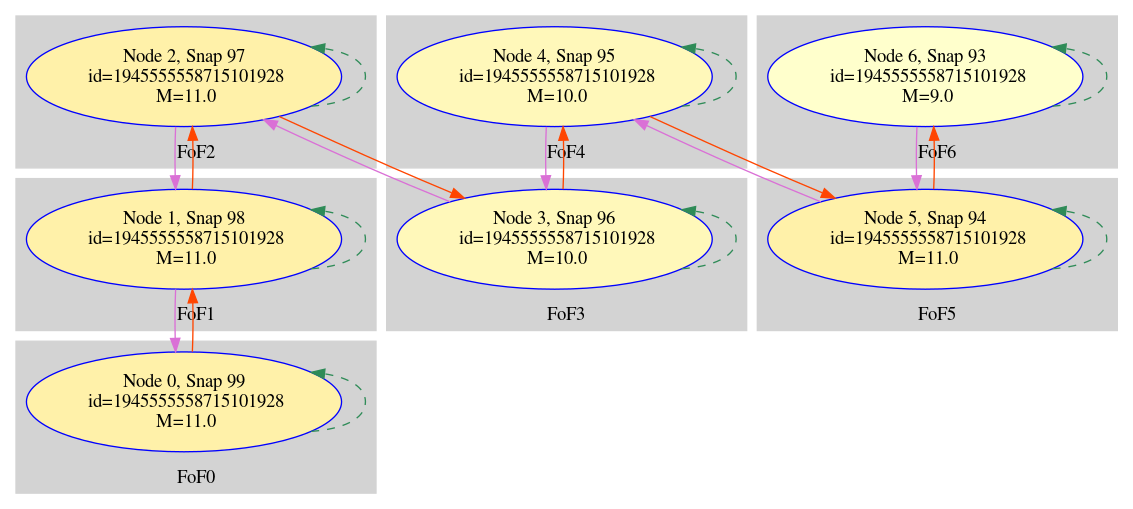 Node 2, Snap 97
id=1945555558715101928
M=11.0
FoF2
Node 4, Snap 95
id=1945555558715101928
M=10.0
FoF4
Node 6, Snap 93
id=1945555558715101928
M=9.0
FoF6
Node 1, Snap 98
id=1945555558715101928
M=11.0
FoF1
Node 3, Snap 96
id=1945555558715101928
M=10.0
FoF3
Node 5, Snap 94
id=1945555558715101928
M=11.0
FoF5
Node 0, Snap 99
id=1945555558715101928
M=11.0
FoF0